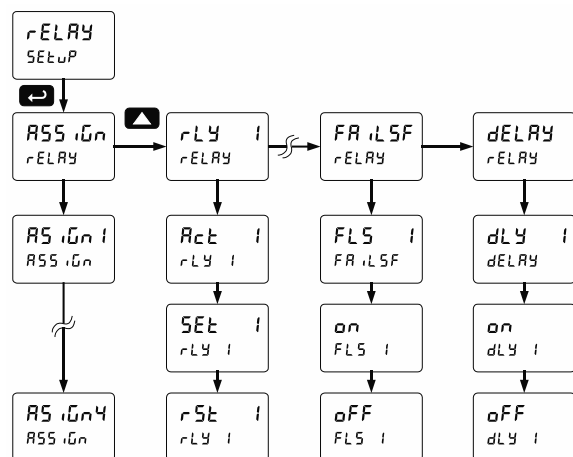 rELAY
SEtuP
ASSiGn
rELAY
rLY 1
rELAY
FAiLSF
rELAY
dELAY
rELAY
ASiGn1
ASSiGn
Act 1
rLY 1
FLS 1
FAiLSF
dLY 1
dELAY
SEt 1
rLY 1
on
FLS 1
on
dLY 1
ASiGn4
ASSiGn
rSt 1
rLY 1
oFF
FLS 1
oFF
dLY 1